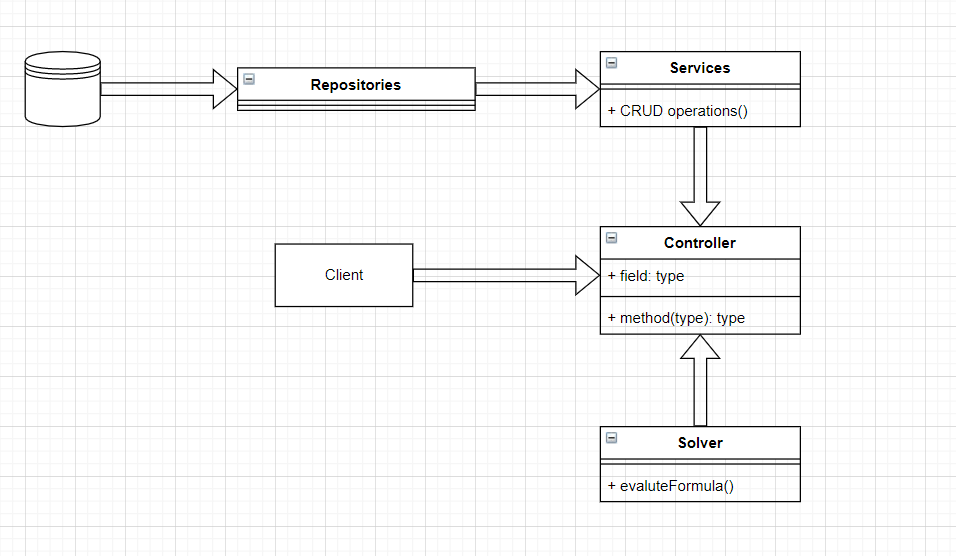 Repositories
Services
+ CRUD operations()
Client
Controller
+ field: type
+ method(type): type
Solver
+ evaluteFormula()